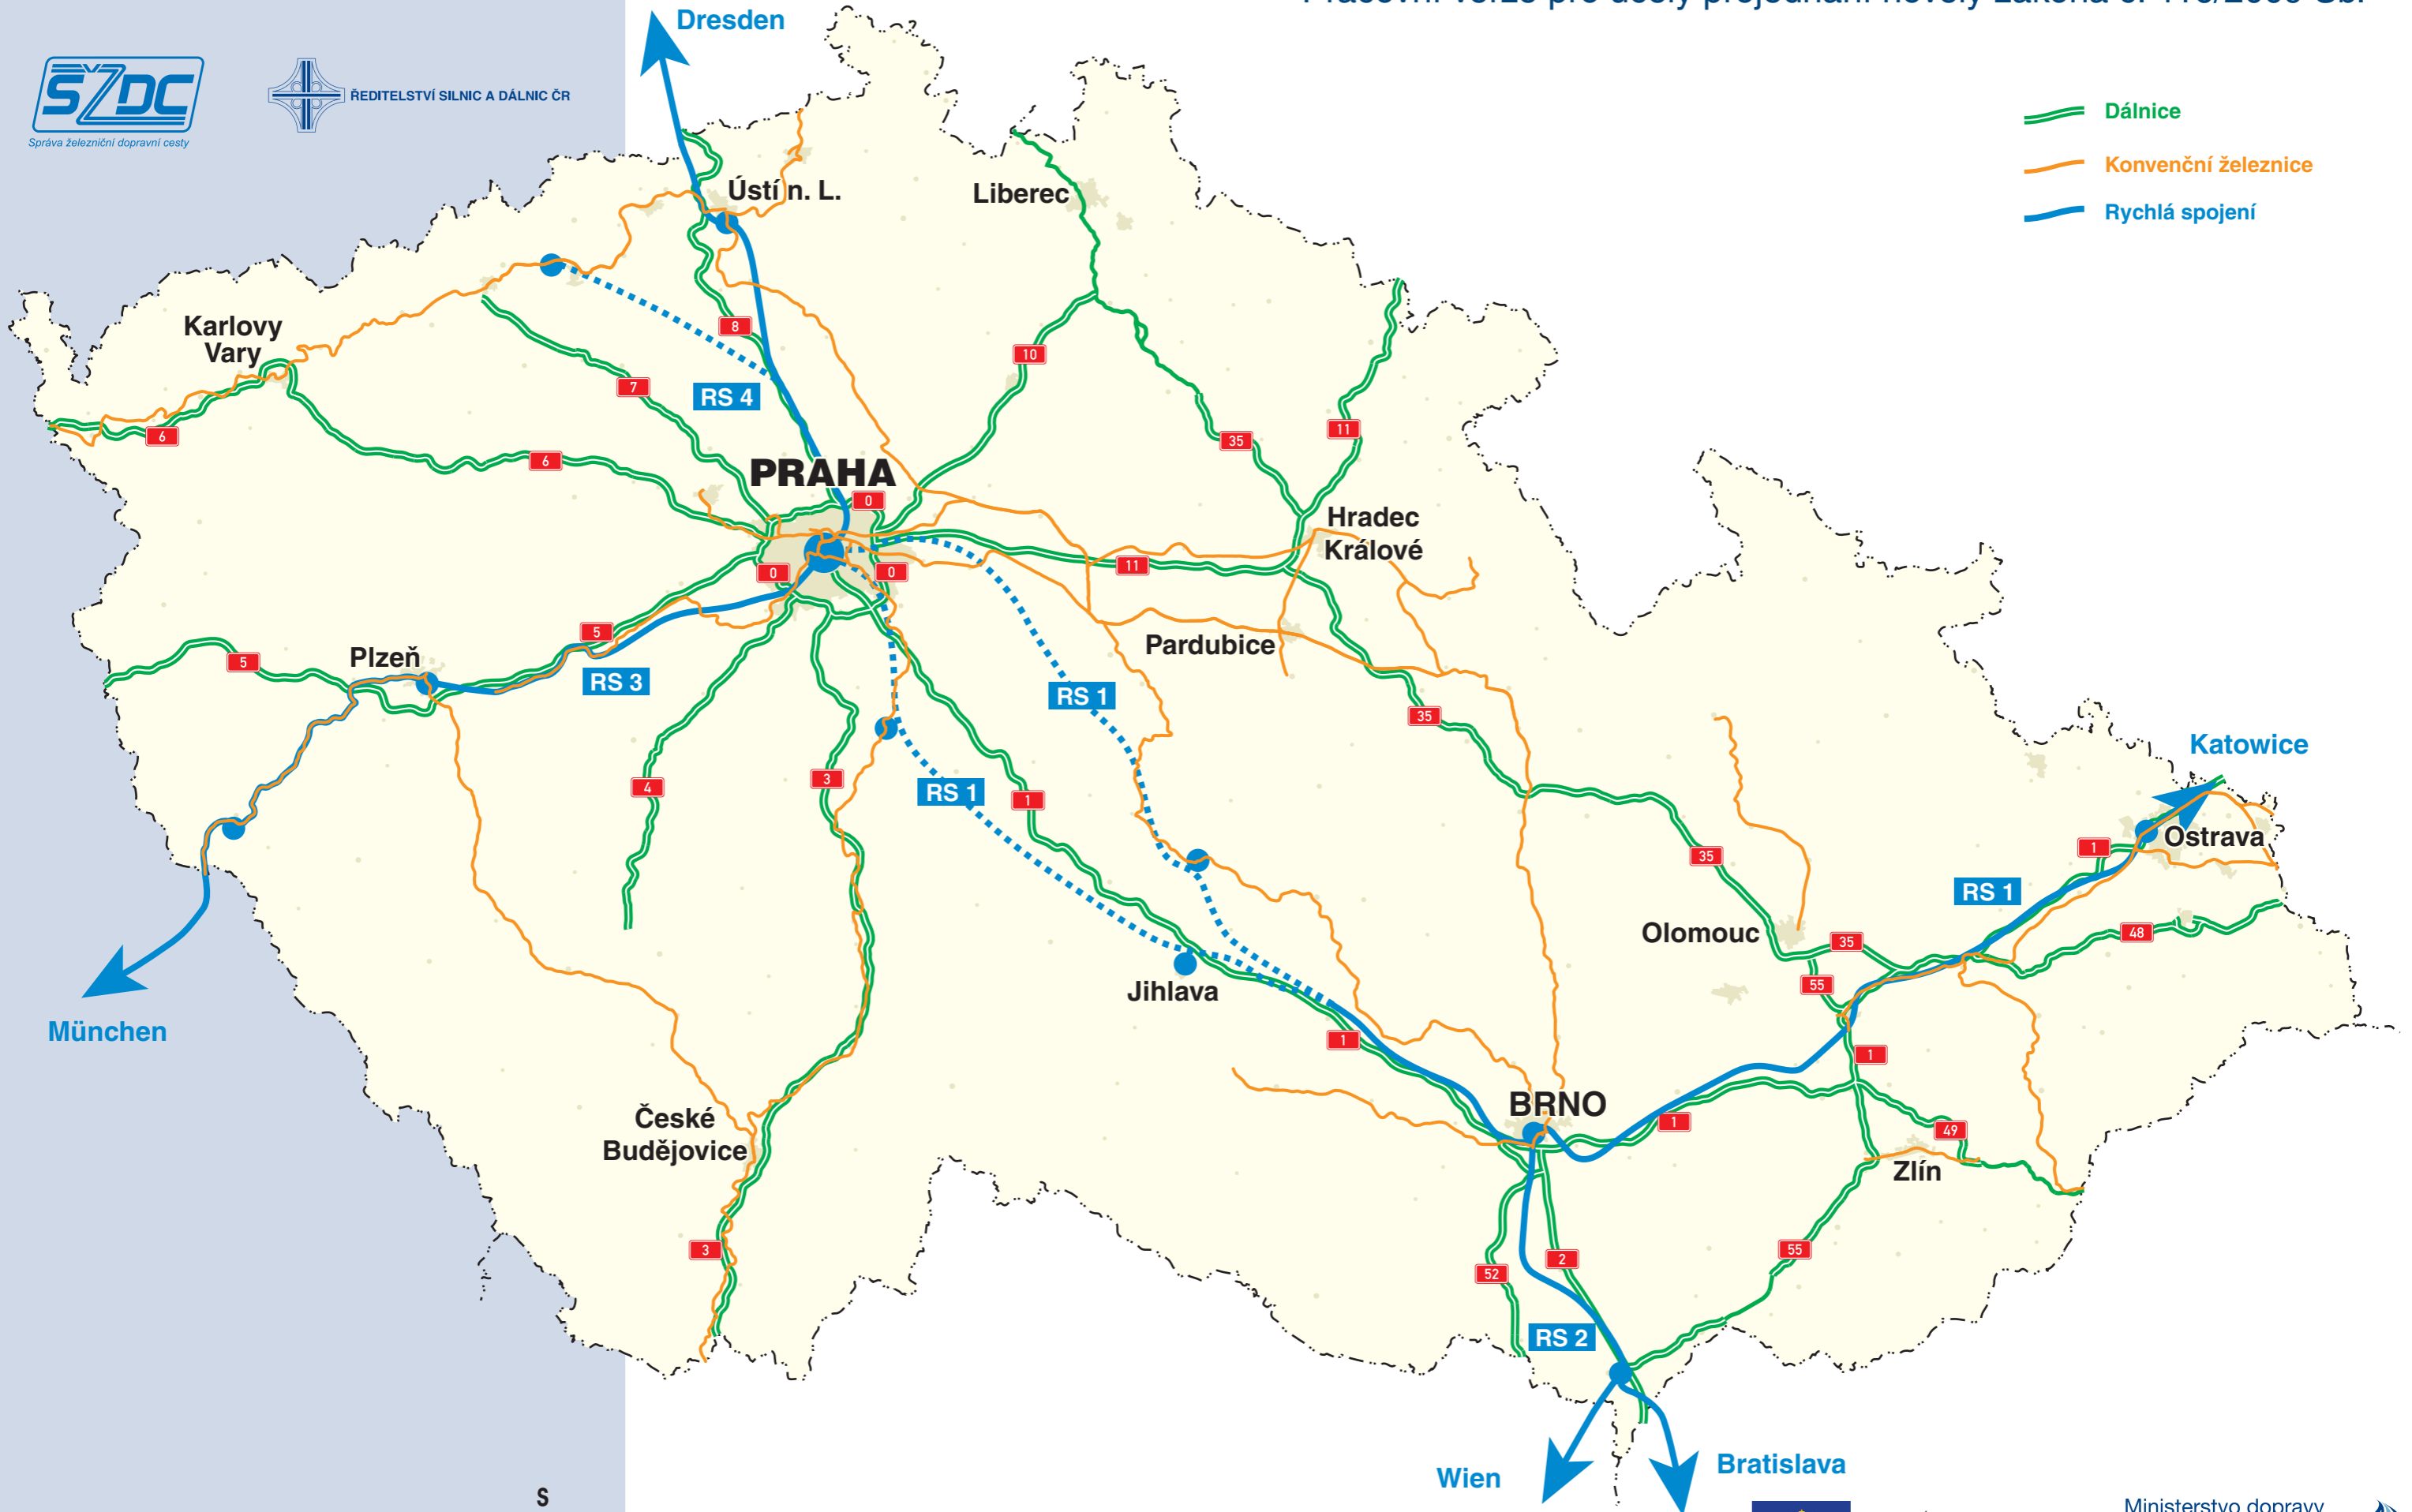 Dresden
ŠŽDC
Správa železniční dopravní cesty
ŘEDITELSTVÍ SILNIC A DÁLNIC ČR
Dálnice
Konvenční železnice
Rychlá spojení
Ústí n. L.
Liberec
Karlovy
Vary
8
10
7
RS 4
6
6
35
11
PRAHA
0
Hradec
Králové
11
0
0
5
5
Plzeň
RS 3
Pardubice
RS 1
35
Katowice
4
3
RS 1
1
Ostrava
1
35
RS 1
Olomouc
35
48
55
Jihlava
München
1
1
BRNO
České
Budějovice
1
49
Zlín
3
52
2
55
RS 2
Wien
Bratislava
S
Ministerstvo dopravy